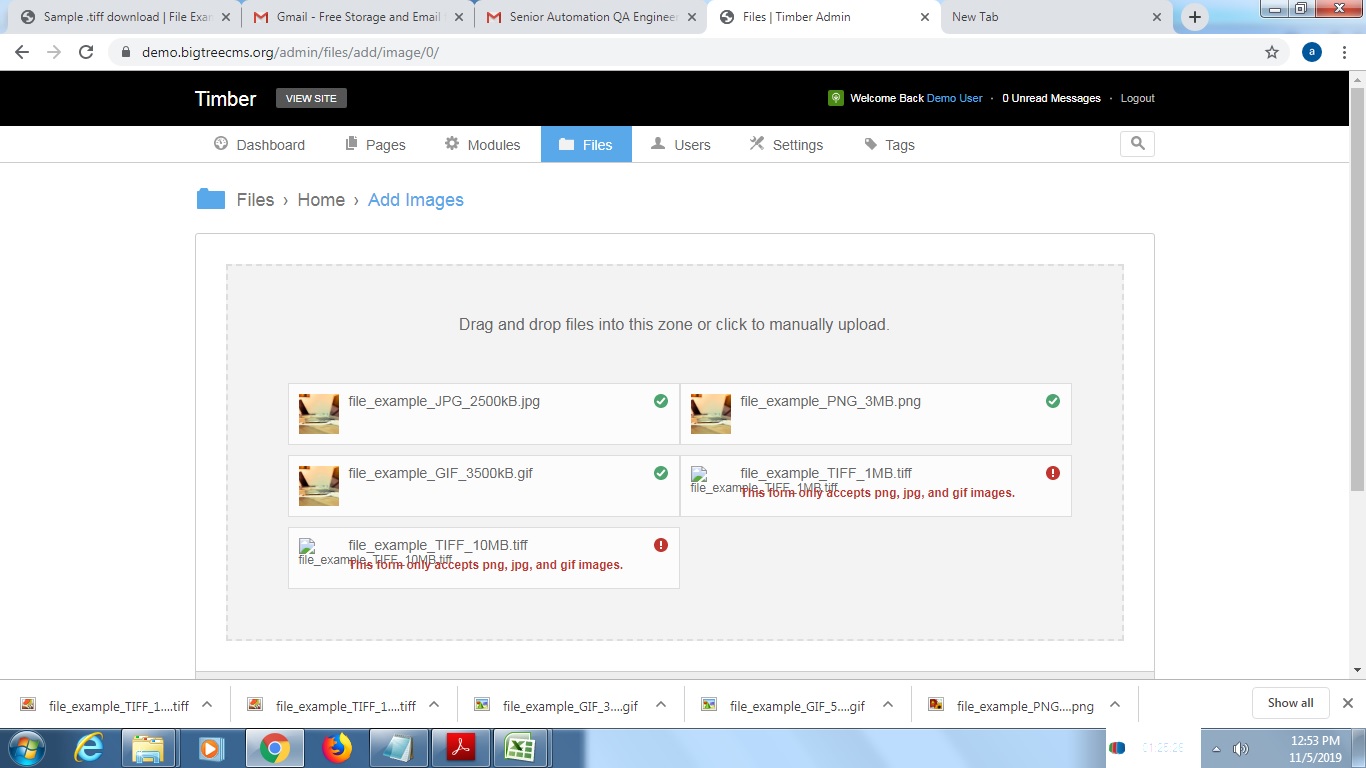 Sample .tiff download | File Exam
Gmail - Free Storage and Email
Senior Automation QA Engineer
Files | Timber Admin
New Tab
demo.bigtreecms.org/admin/files/add/image/0/
a
Timber
VIEW SITE
Welcome Back Demo User · 0 Unread Messages · Logout
Dashboard
Pages
Modules
Files
Users
Settings
Tags
Files › Home › Add Images
Drag and drop files into this zone or click to manually upload.
file_example_JPG_2500kB.jpg
file_example_PNG_3MB.png
file_example_GIF_3500kB.gif
file_example_TIFF_1MB.tiff
file_example_TIFF_1MB.tiff
This form only accepts png, jpg, and gif images.
file_example_TIFF_10MB.tiff
file_example_TIFF_10MB.tiff
This form only accepts png, jpg, and gif images.
file_example_TIFF_1....tiff
file_example_TIFF_1....tiff
file_example_GIF_3....gif
file_example_GIF_5....gif
file_example_PNG....png
Show all
01:25:26
12:53 PM
11/5/2019